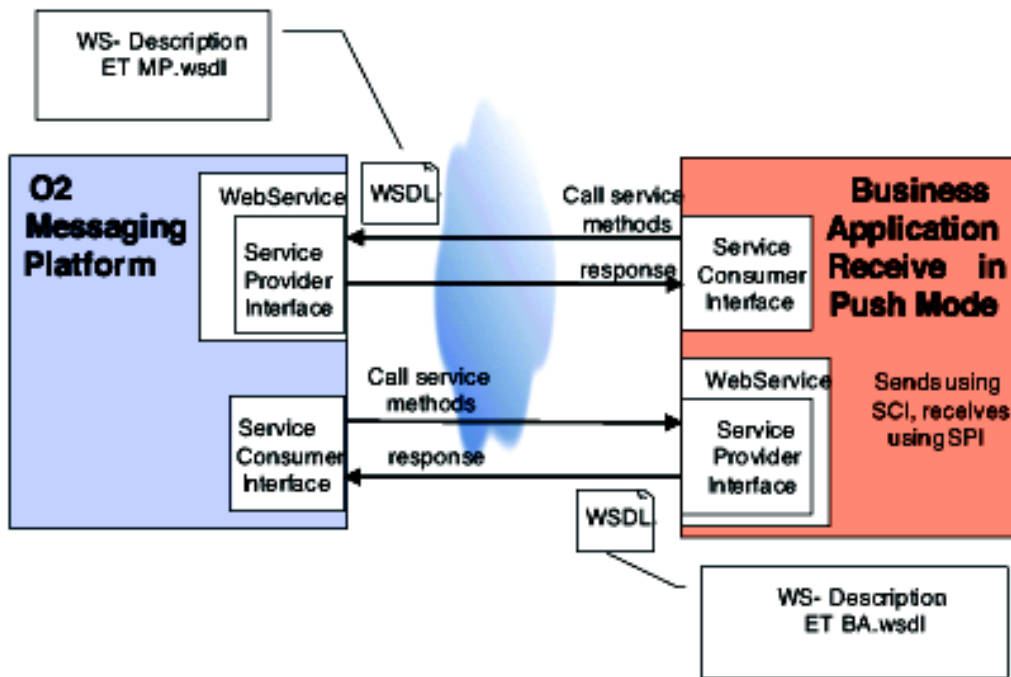 WS- Description
ET MP.wsdl
O2
Messaging
Platform
WebService
Service
Provider
Interface
WSDL
Call service
methods
response
Service
Consumer
Interface
Business
Application
Receive in
Push Mode
Service
Consumer
Interface
Call service
methods
response
WebService
Service
Provider
Interface
Sends using
SCI, receives
using SPI
WSDL
WS- Description
ET BA.wsdl